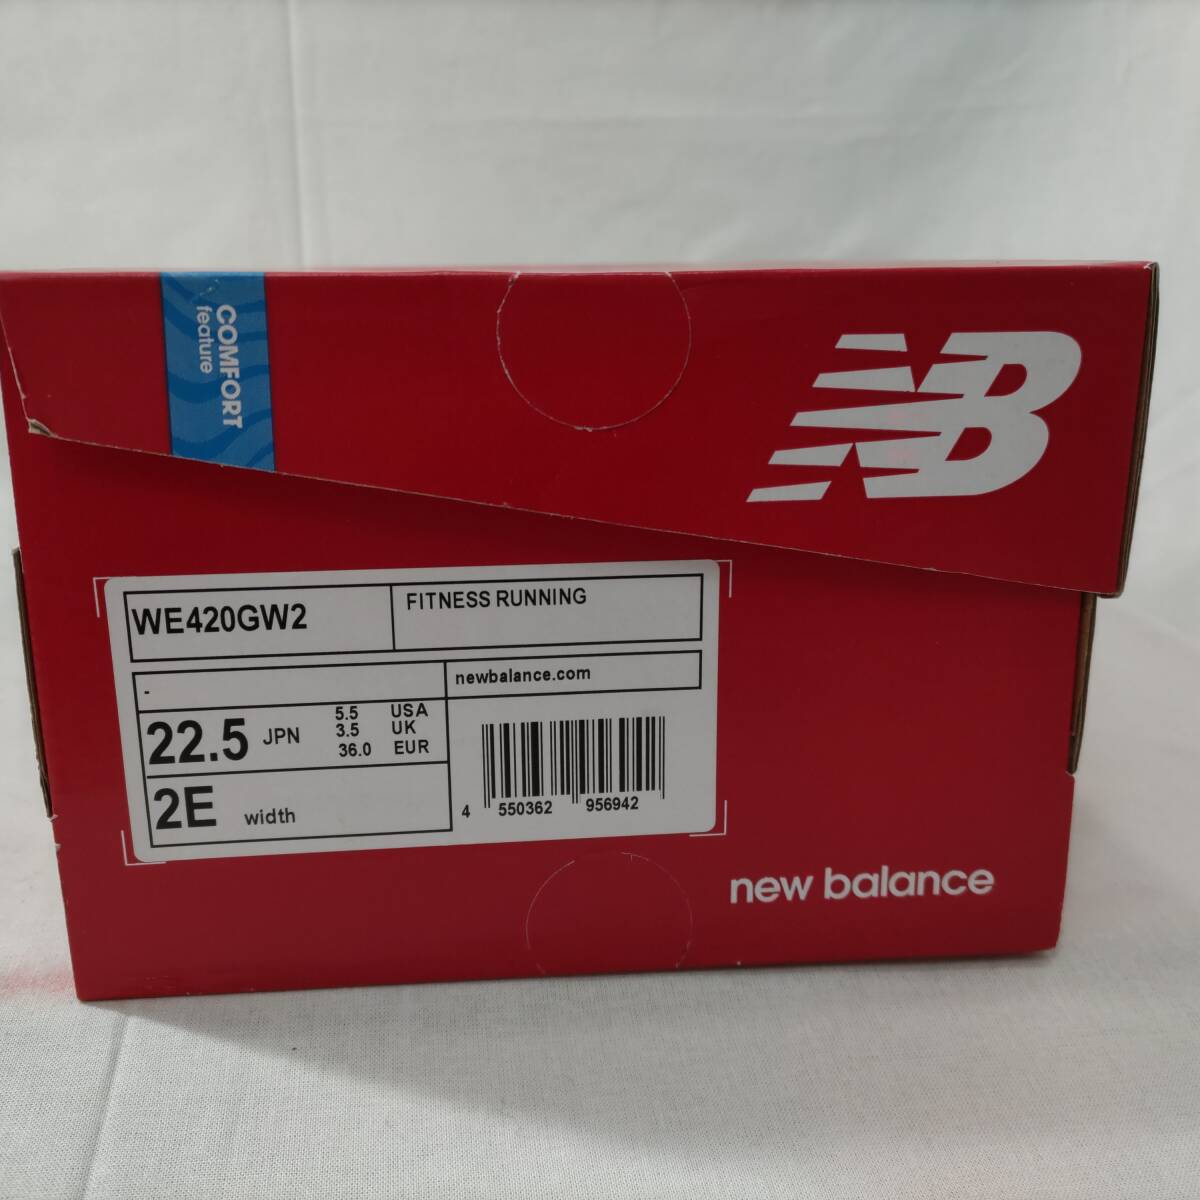 COMFORT
feature
NB
WE420GW2
FITNESS RUNNING
-
newbalance.com
22.5 JPN
5.5 USA
3.5 UK
36.0 EUR
2E width
4 550362 956942
new balance